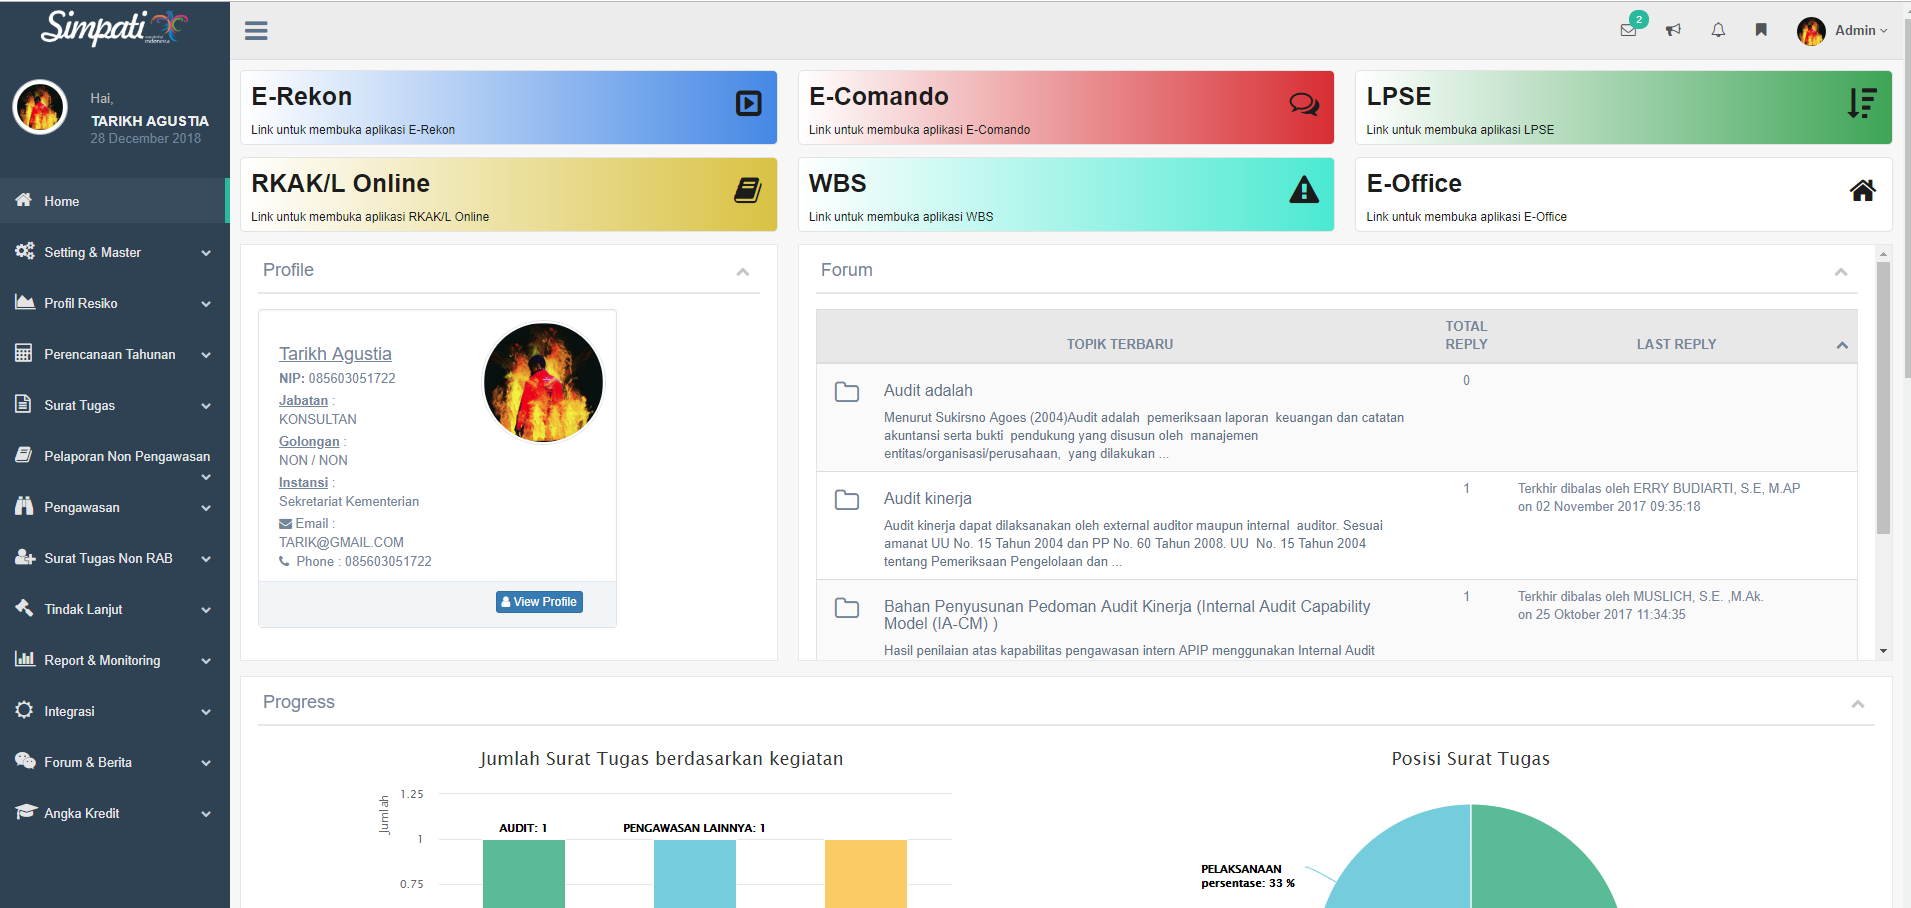 Simpati
2
Admin
Hai,
TARIKH AGUSTIA
28 December 2018
Home
Setting & Master
Profil Resiko
Perencanaan Tahunan
Surat Tugas
Pelaporan Non Pengawasan
Pengawasan
Surat Tugas Non RAB
Tindak Lanjut
Report & Monitoring
Integrasi
Forum & Berita
Angka Kredit
E-Rekon
Link untuk membuka aplikasi E-Rekon
E-Comando
Link untuk membuka aplikasi E-Comando
LPSE
Link untuk membuka aplikasi LPSE
RKAK/L Online
Link untuk membuka aplikasi RKAK/L Online
WBS
Link untuk membuka aplikasi WBS
E-Office
Link untuk membuka aplikasi E-Office
Profile
Tarikh Agustia
NIP: 085603051722
Jabatan :
KONSULTAN
Golongan :
NON / NON
Instansi :
Sekretariat Kementerian
Email :
TARIK@GMAIL.COM
Phone : 085603051722
View Profile
Forum
TOPIK TERBARU
TOTAL
REPLY
LAST REPLY
Audit adalah
0
Menurut Sukirsno Agoes (2004)Audit adalah pemeriksaan laporan keuangan dan catatan
akuntansi serta bukti pendukung yang disusun oleh manajemen
entitas/organisasi/perusahaan, yang dilakukan ...
Audit kinerja
1
Terkhir dibalas oleh ERRY BUDIARTI, S.E, M.AP
on 02 November 2017 09:35:18
Audit kinerja dapat dilaksanakan oleh external auditor maupun internal auditor. Sesuai
amanat UU No. 15 Tahun 2004 dan PP No. 60 Tahun 2008. UU No. 15 Tahun 2004
tentang Pemeriksaan Pengelolaan dan ...
Bahan Penyusunan Pedoman Audit Kinerja (Internal Audit Capability
Model (IA-CM) )
1
Terkhir dibalas oleh MUSLICH, S.E. ,M.Ak.
on 25 Oktober 2017 11:34:35
Hasil penilaian atas kapabilitas pengawasan intern APIP menggunakan Internal Audit
Progress
Jumlah Surat Tugas berdasarkan kegiatan
Jumlah
1.25
1
0.75
AUDIT: 1
PENGAWASAN LAINNYA: 1
Posisi Surat Tugas
PELAKSANAAN
persentase: 33 %